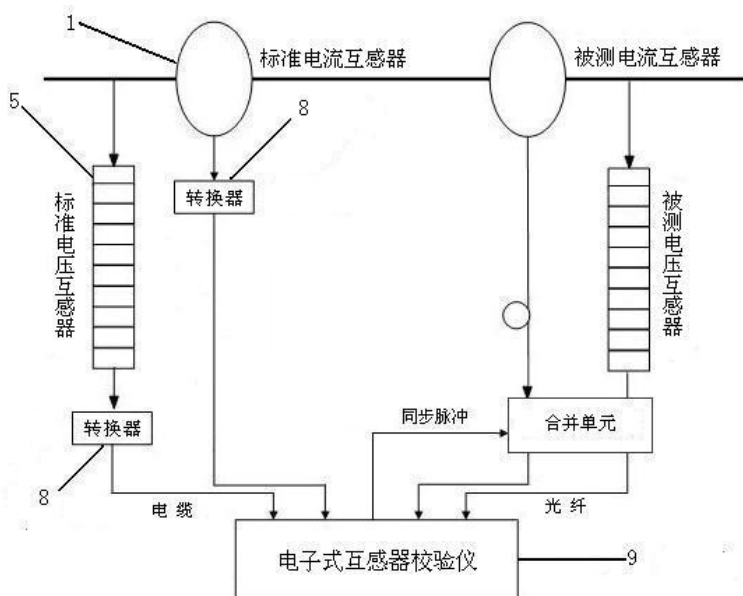 1
标准电流互感器
被测电流互感器
5
8
转换器
标准电压互感器
被测电压互感器
转换器
同步脉冲
合并单元
8
电缆
光纤
电子式互感器校验仪
9